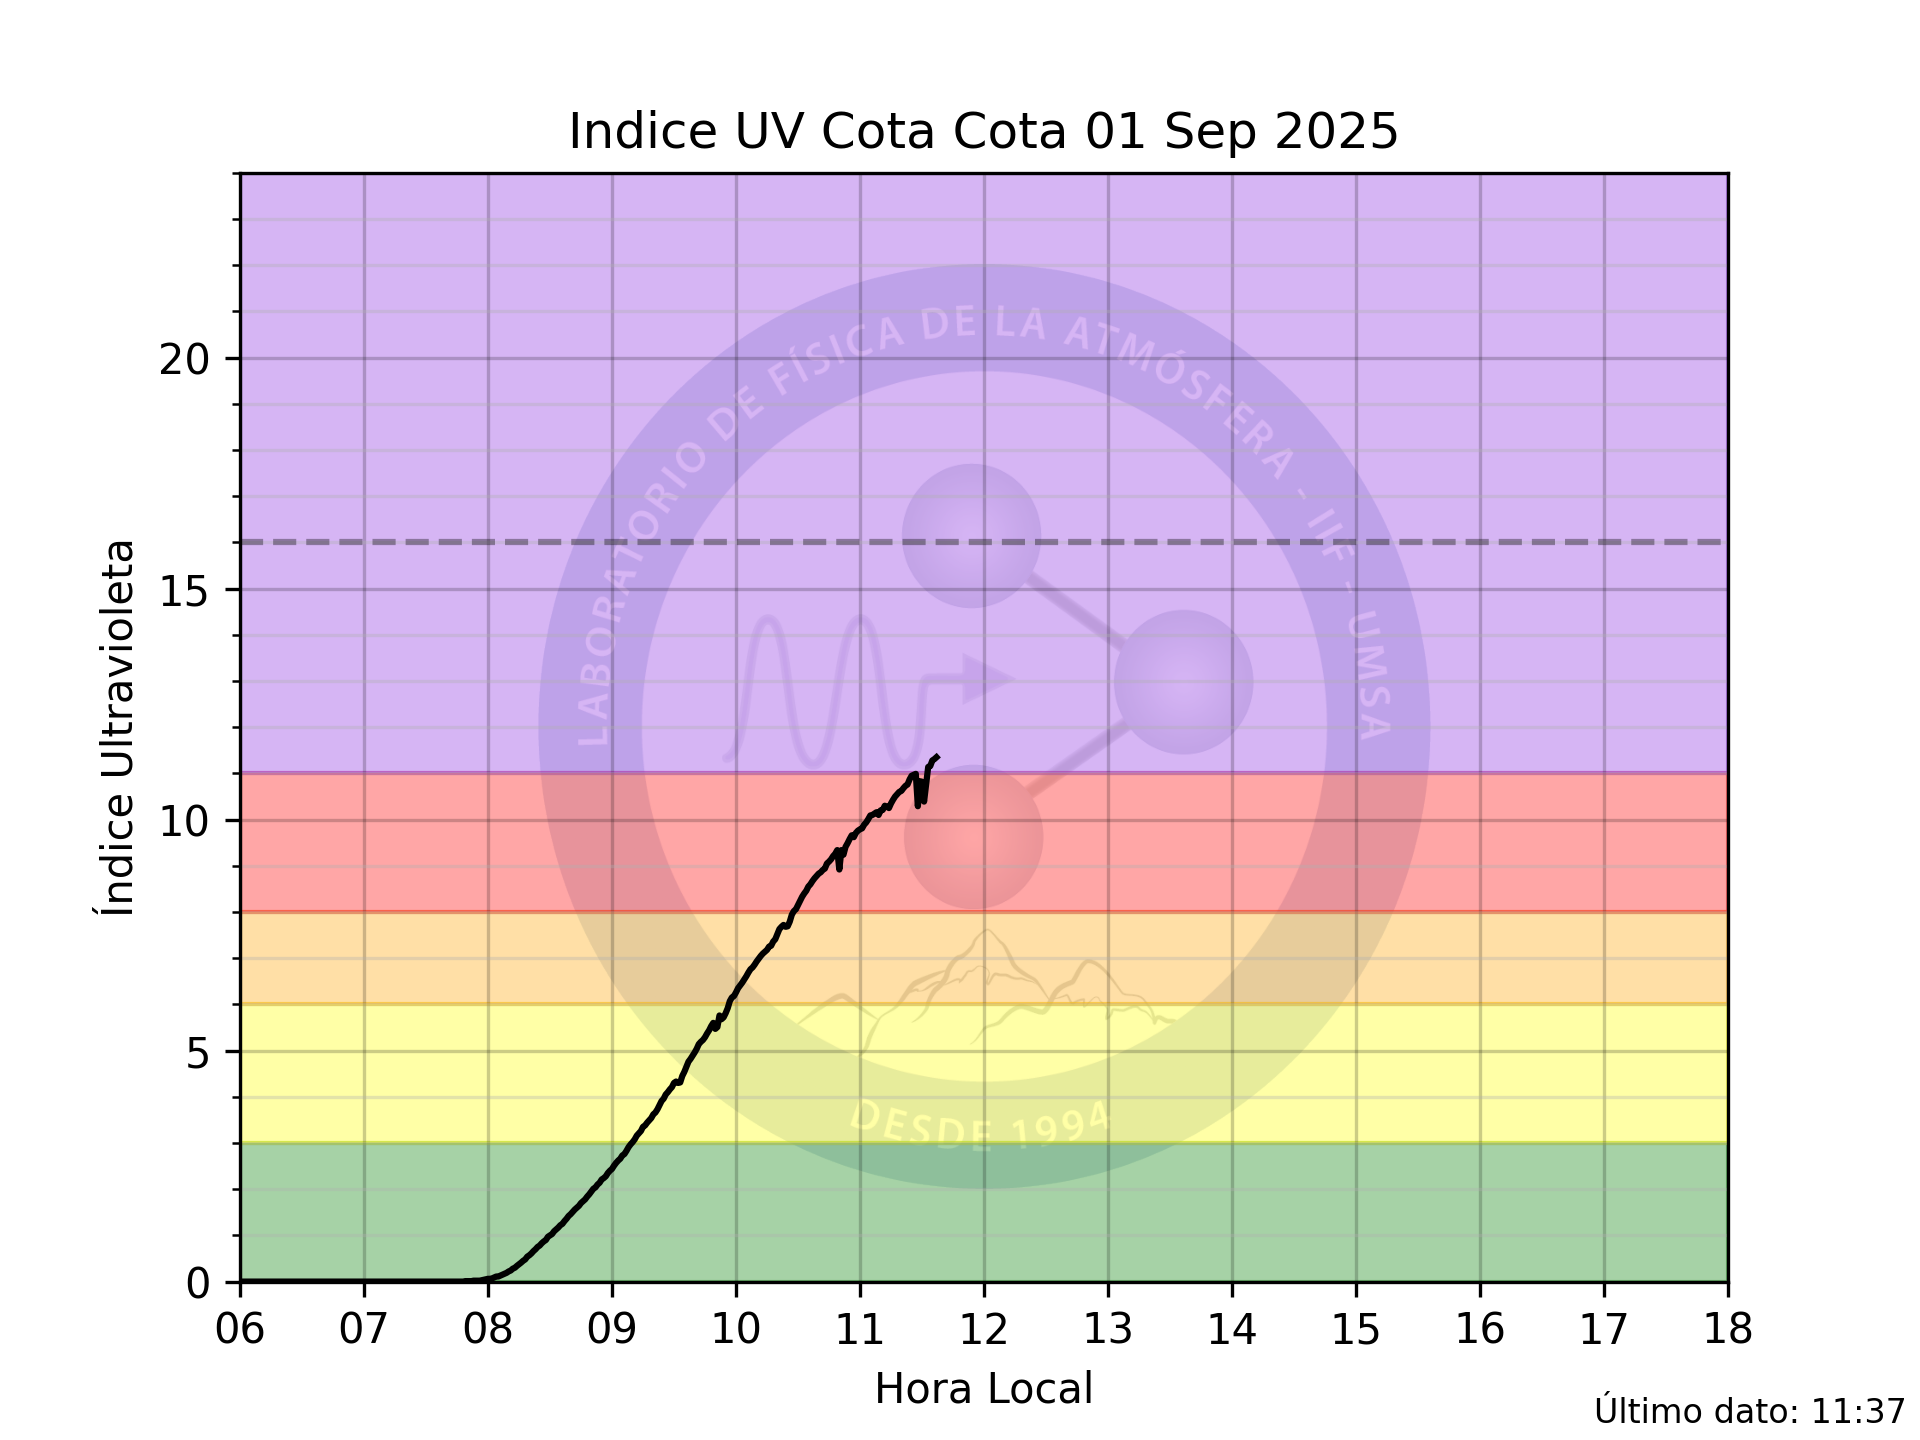 Indice UV Cota Cota 01 Sep 2025
LABORATORIO DE FÍSICA DE LA ATMÓSFERA - IIF - UMSA
DESDE 1994
Índice Ultravioleta
20
15
10
5
0
06 07 08 09 10 11 12 13 14 15 16 17 18
Hora Local
Último dato: 11:37